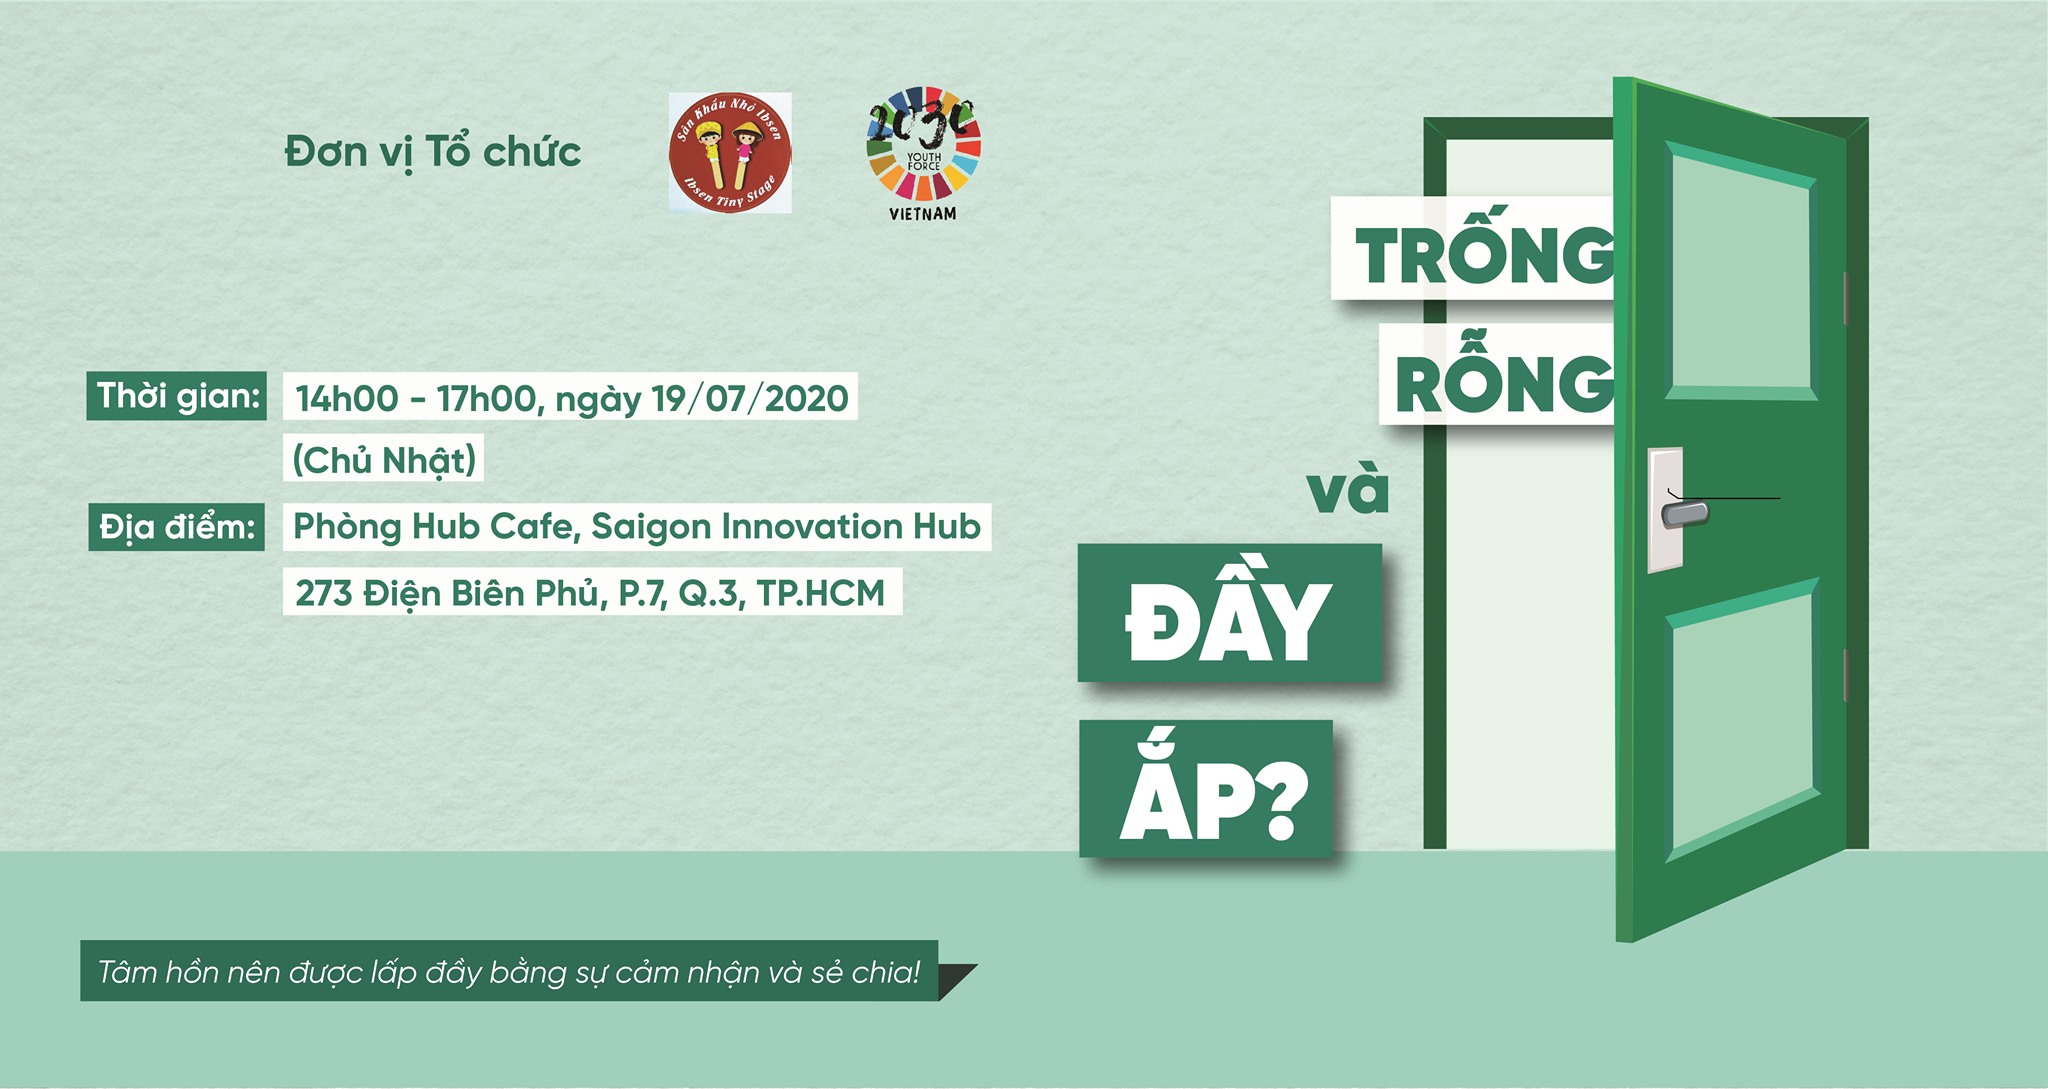 Đơn vị Tổ chức
Sân Khấu Nhỏ Ibsen
Ibsen Tiny Stage
2030
YOUTH
FORCE
VIETNAM
Thời gian: 14h00 - 17h00, ngày 19/07/2020
(Chủ Nhật)
Địa điểm: Phòng Hub Cafe, Saigon Innovation Hub
273 Điện Biên Phủ, P.7, Q.3, TP.HCM
TRỐNG
RỖNG
và
ĐẦY
ẮP?
Tâm hồn nên được lấp đầy bằng sự cảm nhận và sẻ chia!